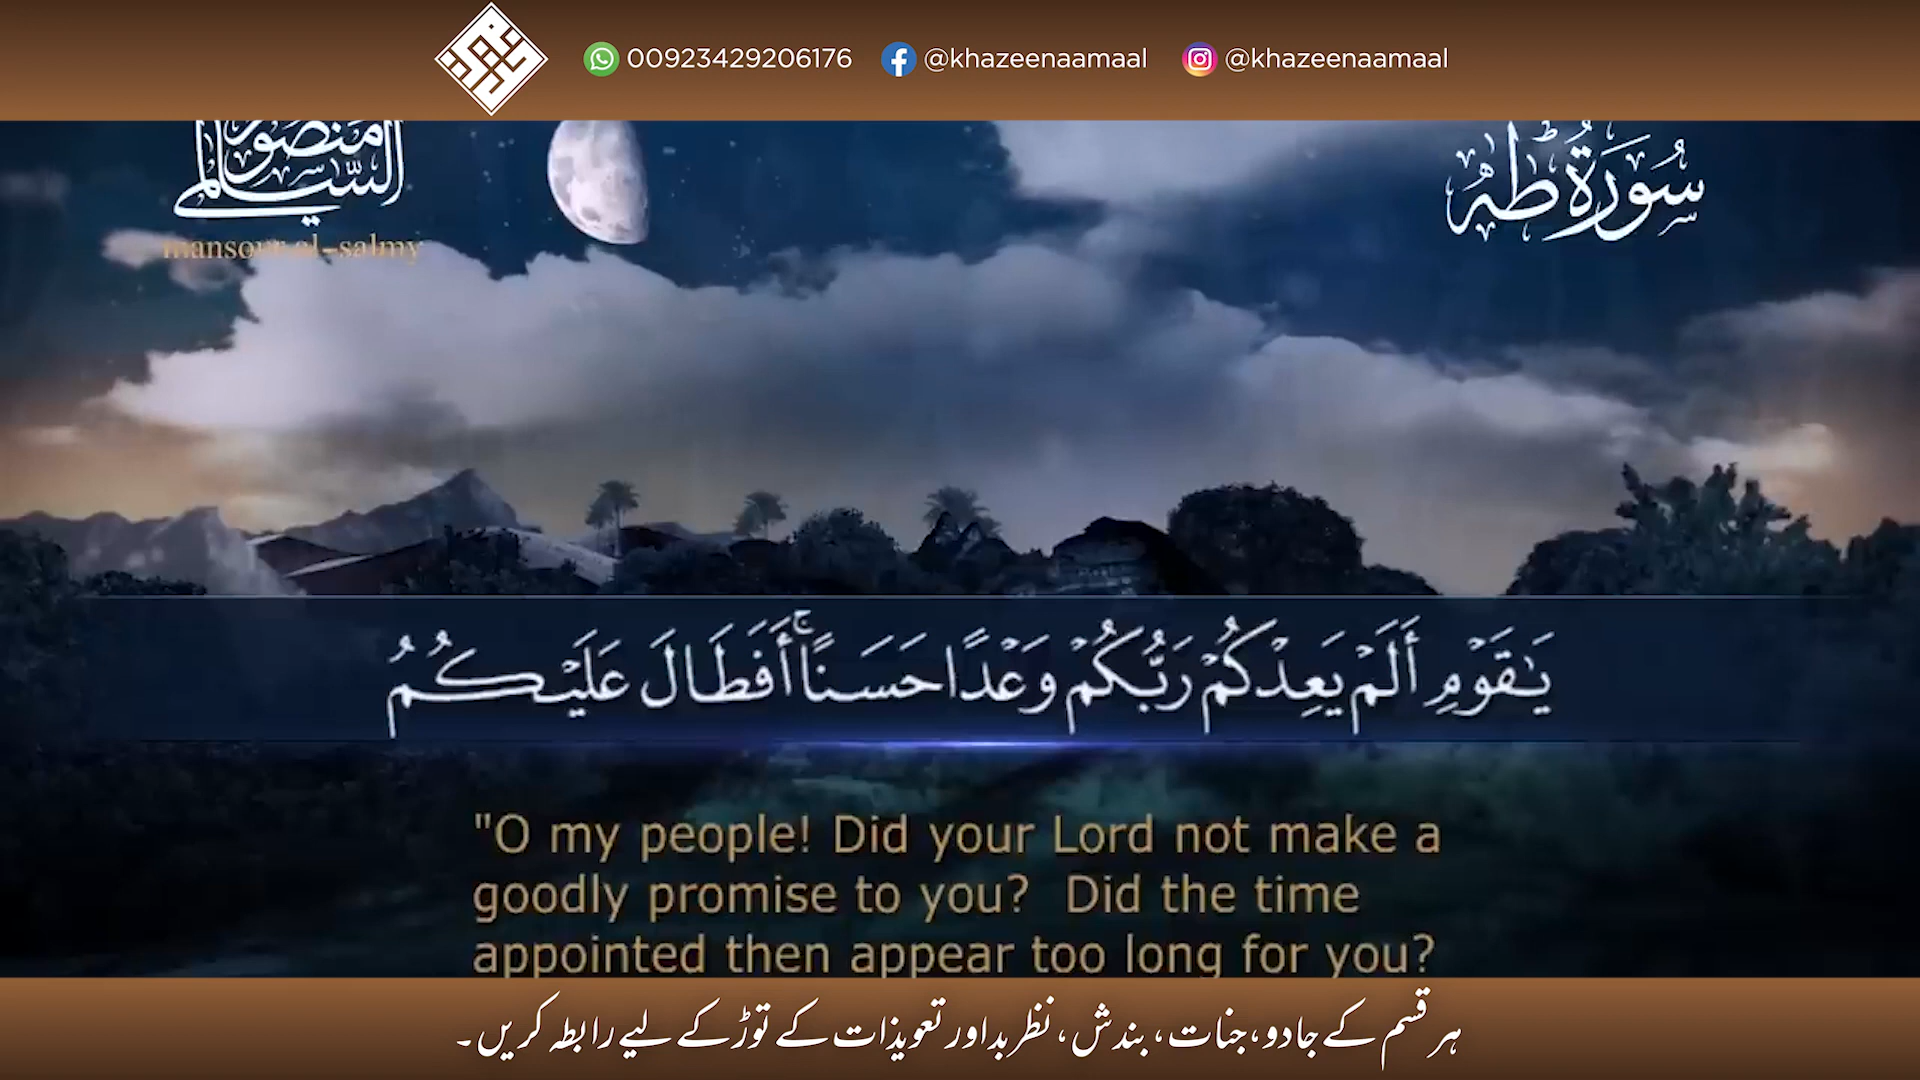 00923429206176 @khazeenaamaal @khazeenaamaal
منصور السالمي
mansour al-salmy
سُورَةُ طه
يَـٰقَوْمِ أَلَمْ يَعِدْكُمْ رَبُّكُمْ وَعْدًا حَسَنًا ۚ أَفَطَالَ عَلَيْكُمُ
"O my people! Did your Lord not make a
goodly promise to you? Did the time
appointed then appear too long for you?
ہر قسم کے جادو، جنات، بندش، نظر بد اور تعویذات کے توڑ کے لیے رابطہ کریں۔